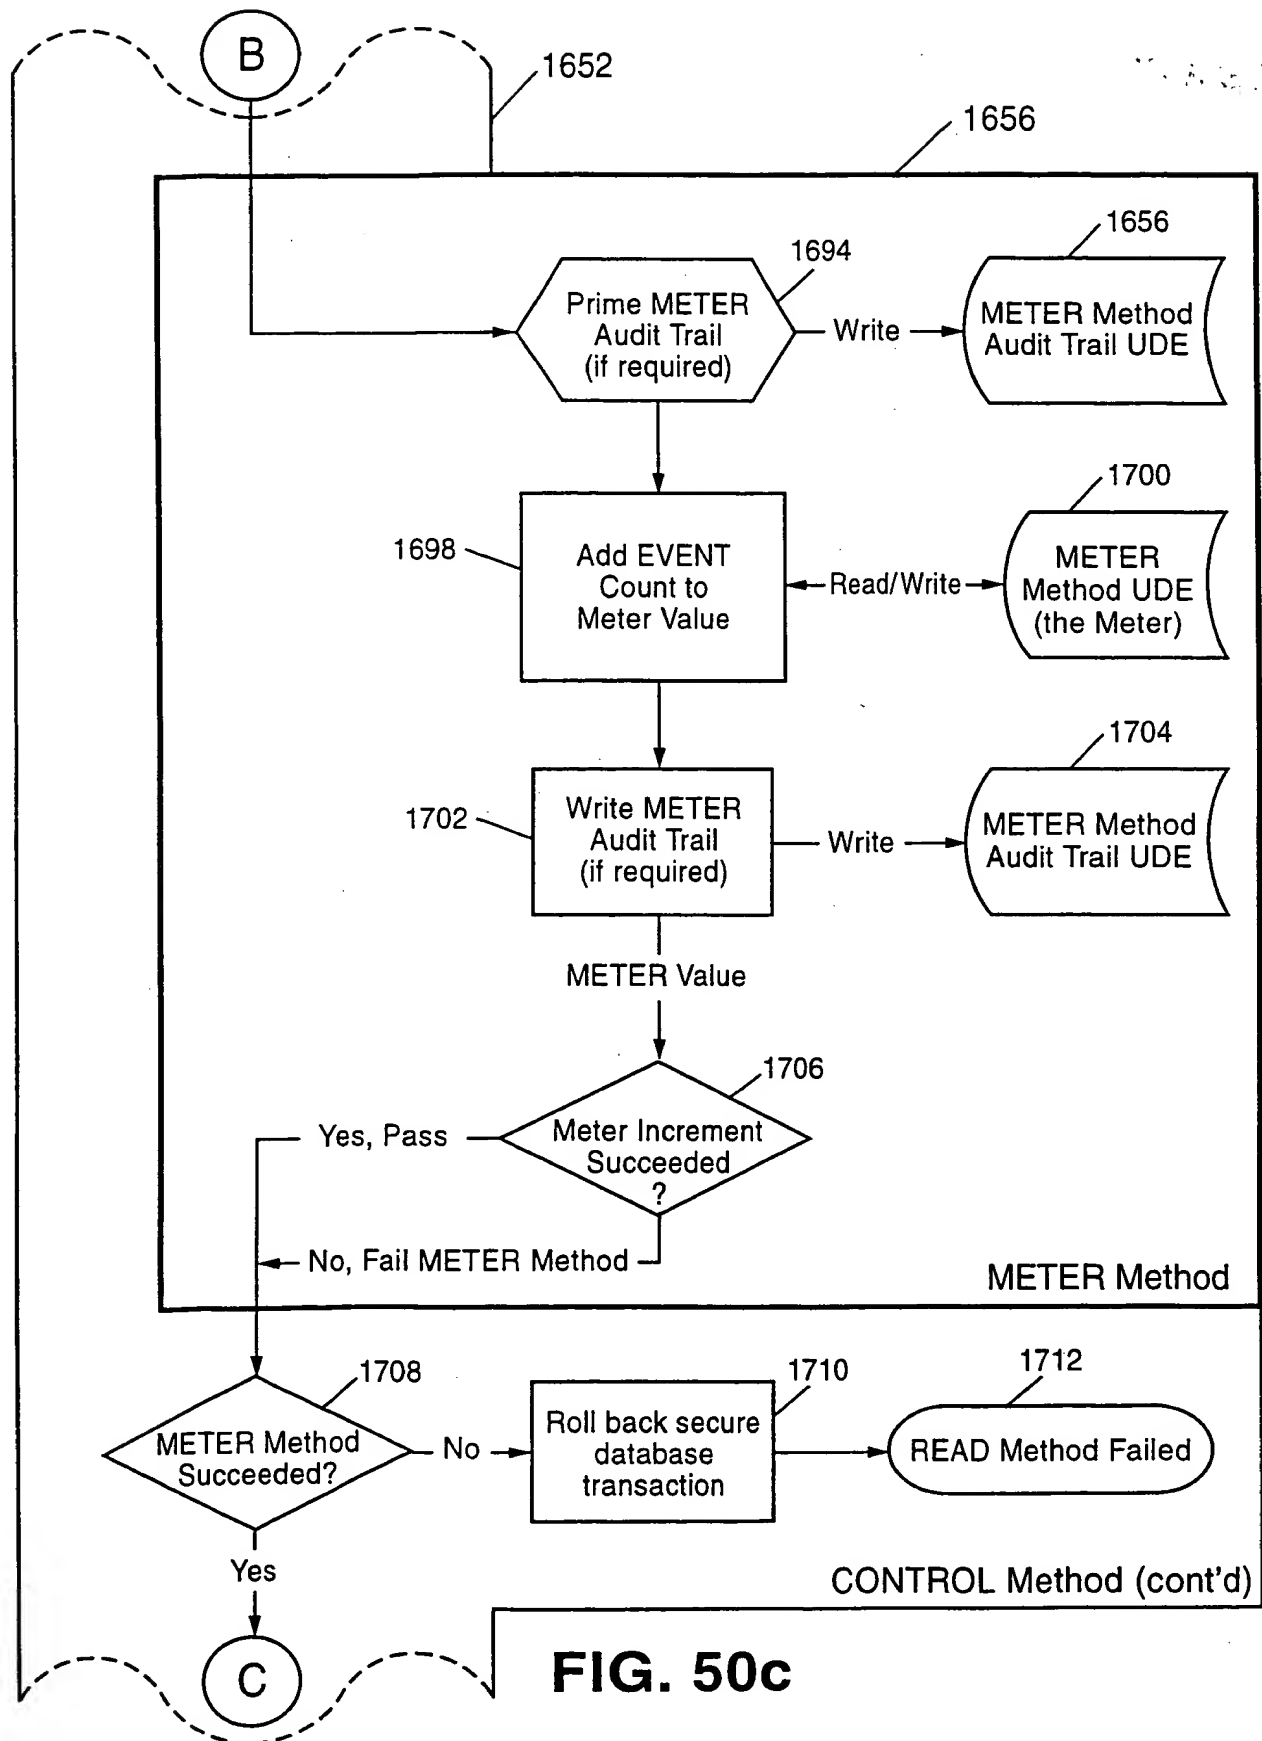 B
1652
1656
1694
1656
Prime METER
Audit Trail
(if required)
Write
METER Method
Audit Trail UDE
1700
1698
Add EVENT
Count to
Meter Value
Read/Write
METER
Method UDE
(the Meter)
1704
1702
Write METER
Audit Trail
(if required)
Write
METER Method
Audit Trail UDE
METER Value
1706
Yes, Pass
Meter Increment
Succeeded
?
No, Fail METER Method
METER Method
1708
1710
1712
METER Method
Succeeded?
No
Roll back secure
database
transaction
READ Method Failed
Yes
CONTROL Method (cont'd)
C
FIG. 50c